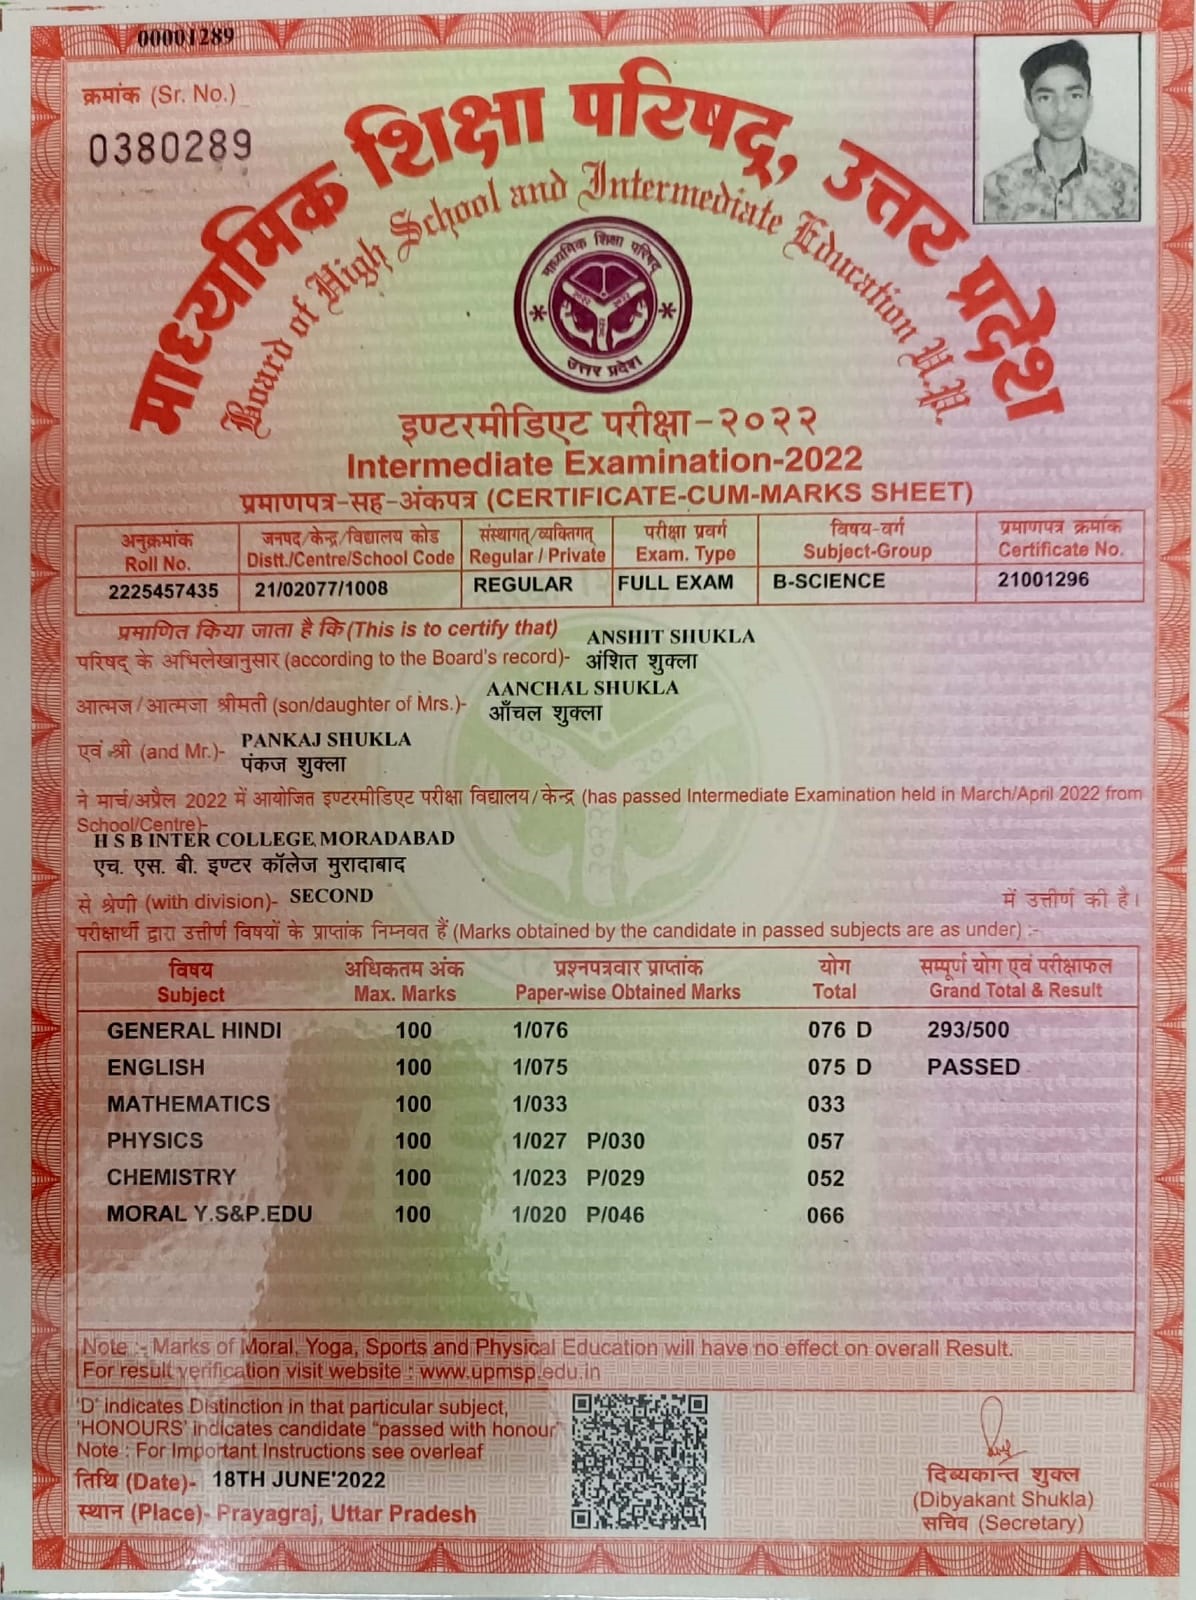 00001289
क्रमांक (Sr. No.)
0380289
माध्यमिक शिक्षा परिषद्, उत्तर प्रदेश
Board of High School and Intermediate Education U.P.
माध्यमिक शिक्षा परिषद्
उत्तर प्रदेश
इण्टरमीडिएट परीक्षा-२०२२
Intermediate Examination-2022
प्रमाणपत्र-सह-अंकपत्र (CERTIFICATE-CUM-MARKS SHEET)
अनुक्रमांक जनपद/केन्द्र/विद्यालय कोड संस्थागत्/व्यक्तिगत् परीक्षा प्रवर्ग विषय-वर्ग प्रमाणपत्र क्रमांक
Roll No. Distt./Centre/School Code Regular / Private Exam. Type Subject-Group Certificate No.
2225457435 21/02077/1008 REGULAR FULL EXAM B-SCIENCE 21001296
प्रमाणित किया जाता है कि (This is to certify that) ANSHIT SHUKLA
परिषद् के अभिलेखानुसार (according to the Board's record)- अंशित शुक्ला
AANCHAL SHUKLA
आत्मज/आत्मजा श्रीमती (son/daughter of Mrs.)- आँचल शुक्ला
PANKAJ SHUKLA
एवं श्री (and Mr.)- पंकज शुक्ला
ने मार्च/अप्रैल 2022 में आयोजित इण्टरमीडिएट परीक्षा विद्यालय/केन्द्र (has passed Intermediate Examination held in March/April 2022 from
School/Centre)-
H S B INTER COLLEGE MORADABAD
एच. एस. बी. इण्टर कॉलेज मुरादाबाद
से श्रेणी (with division)- SECOND में उत्तीर्ण की है।
परीक्षार्थी द्वारा उत्तीर्ण विषयों के प्राप्तांक निम्नवत हैं (Marks obtained by the candidate in passed subjects are as under) :-
विषय अधिकतम अंक प्रश्नपत्रवार प्राप्तांक योग सम्पूर्ण योग एवं परीक्षाफल
Subject Max. Marks Paper-wise Obtained Marks Total Grand Total & Result
GENERAL HINDI 100 1/076 076 D 293/500
ENGLISH 100 1/075 075 D PASSED
MATHEMATICS 100 1/033 033
PHYSICS 100 1/027 P/030 057
CHEMISTRY 100 1/023 P/029 052
MORAL Y.S&P.EDU 100 1/020 P/046 066
Note :- Marks of Moral, Yoga, Sports and Physical Education will have no effect on overall Result.
For result verification visit website : www.upmsp.edu.in
'D' indicates Distinction in that particular subject,
'HONOURS' indicates candidate "passed with honour"
Note : For Important Instructions see overleaf
तिथि (Date)- 18TH JUNE'2022
स्थान (Place)- Prayagraj, Uttar Pradesh
दिव्यकान्त शुक्ल
(Dibyakant Shukla)
सचिव (Secretary)